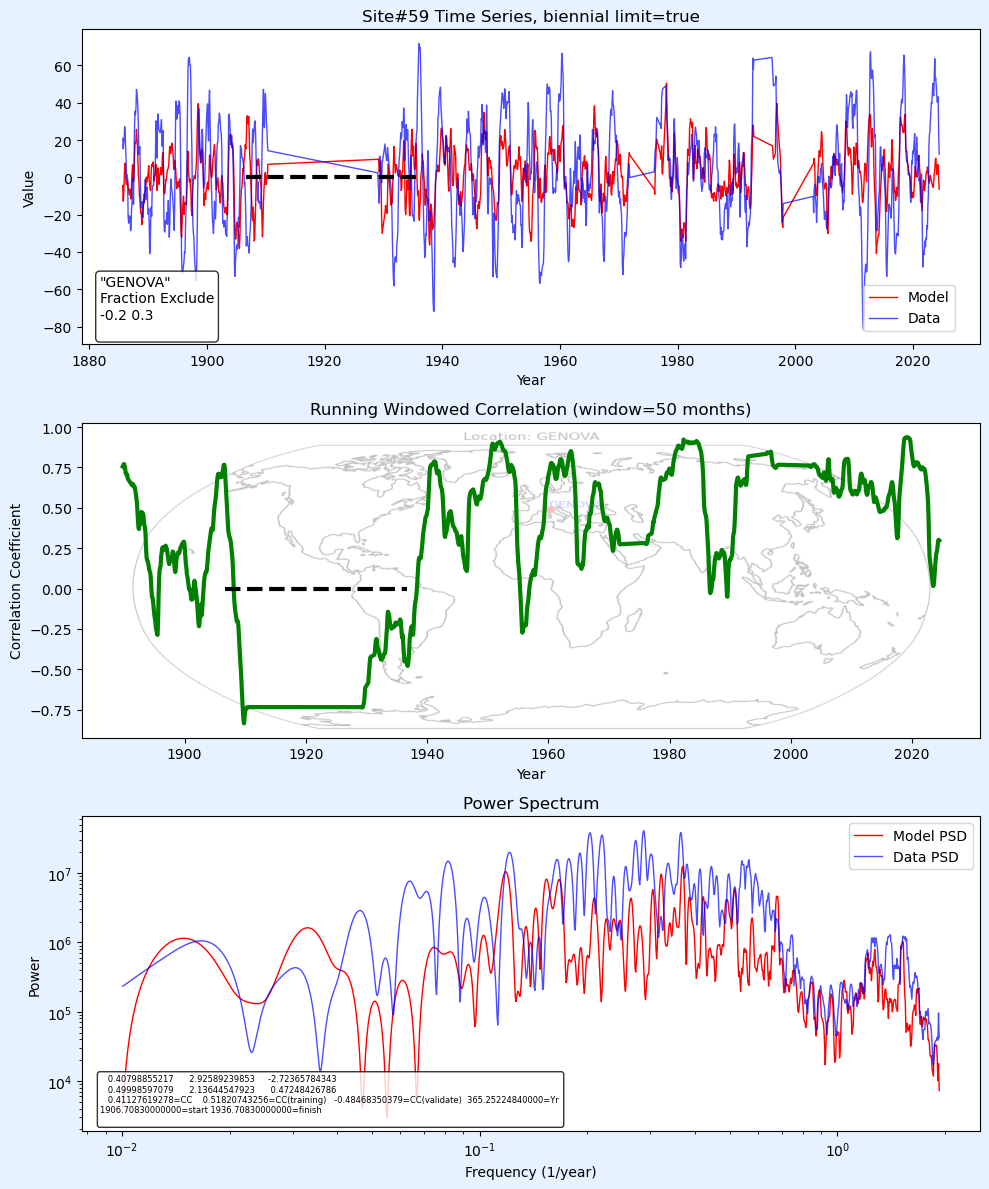 Site#59 Time Series, biennial limit=true
Value
60
40
20
0
−20
−40
−60
−80
"GENOVA"
Fraction Exclude
-0.2 0.3
Model
Data
1880
1900
1920
1940
1960
1980
2000
2020
Year
Running Windowed Correlation (window=50 months)
Location: GENOVA
GENOVA
Correlation Coefficient
1.00
0.75
0.50
0.25
0.00
−0.25
−0.50
−0.75
1900
1920
1940
1960
1980
2000
2020
Year
Power Spectrum
Model PSD
Data PSD
Power
10⁷
10⁶
10⁵
10⁴
0.40798855217 2.92589239853 -2.72365784343
0.49998597079 2.13644547923 0.47248426786
0.41127619278=CC 0.51820743256=CC(training) -0.48468350379=CC(validate) 365.25224840000=Yr
1906.70830000000=start 1936.70830000000=finish
10⁻²
10⁻¹
10⁰
Frequency (1/year)